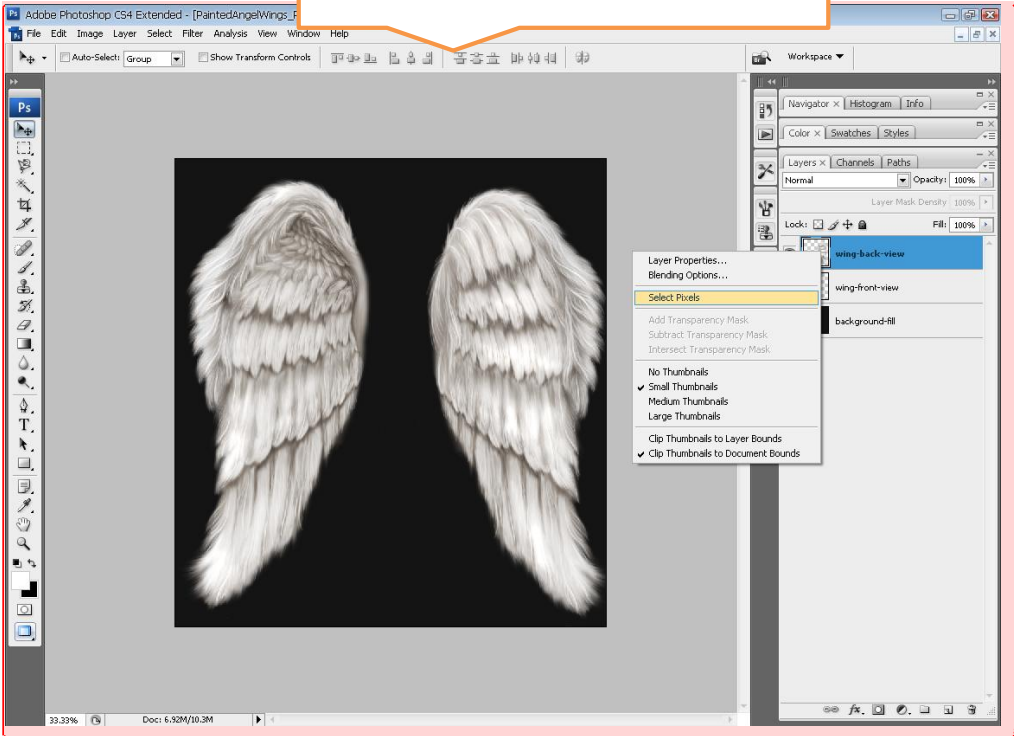 Adobe Photoshop CS4 Extended - [PaintedAngelWings_
File Edit Image Layer Select Filter Analysis View Window Help
Auto-Select: Group Show Transform Controls Workspace
Ps
Navigator × Histogram Info
Color × Swatches Styles
Layers × Channels Paths
Normal Opacity: 100%
Layer Mask Density 100%
Lock: Fill: 100%
wing-back-view
wing-front-view
background-fill
Layer Properties...
Blending Options...
Select Pixels
Add Transparency Mask
Subtract Transparency Mask
Intersect Transparency Mask
No Thumbnails
Small Thumbnails
Medium Thumbnails
Large Thumbnails
Clip Thumbnails to Layer Bounds
Clip Thumbnails to Document Bounds
33.33% Doc: 6.92M/10.3M